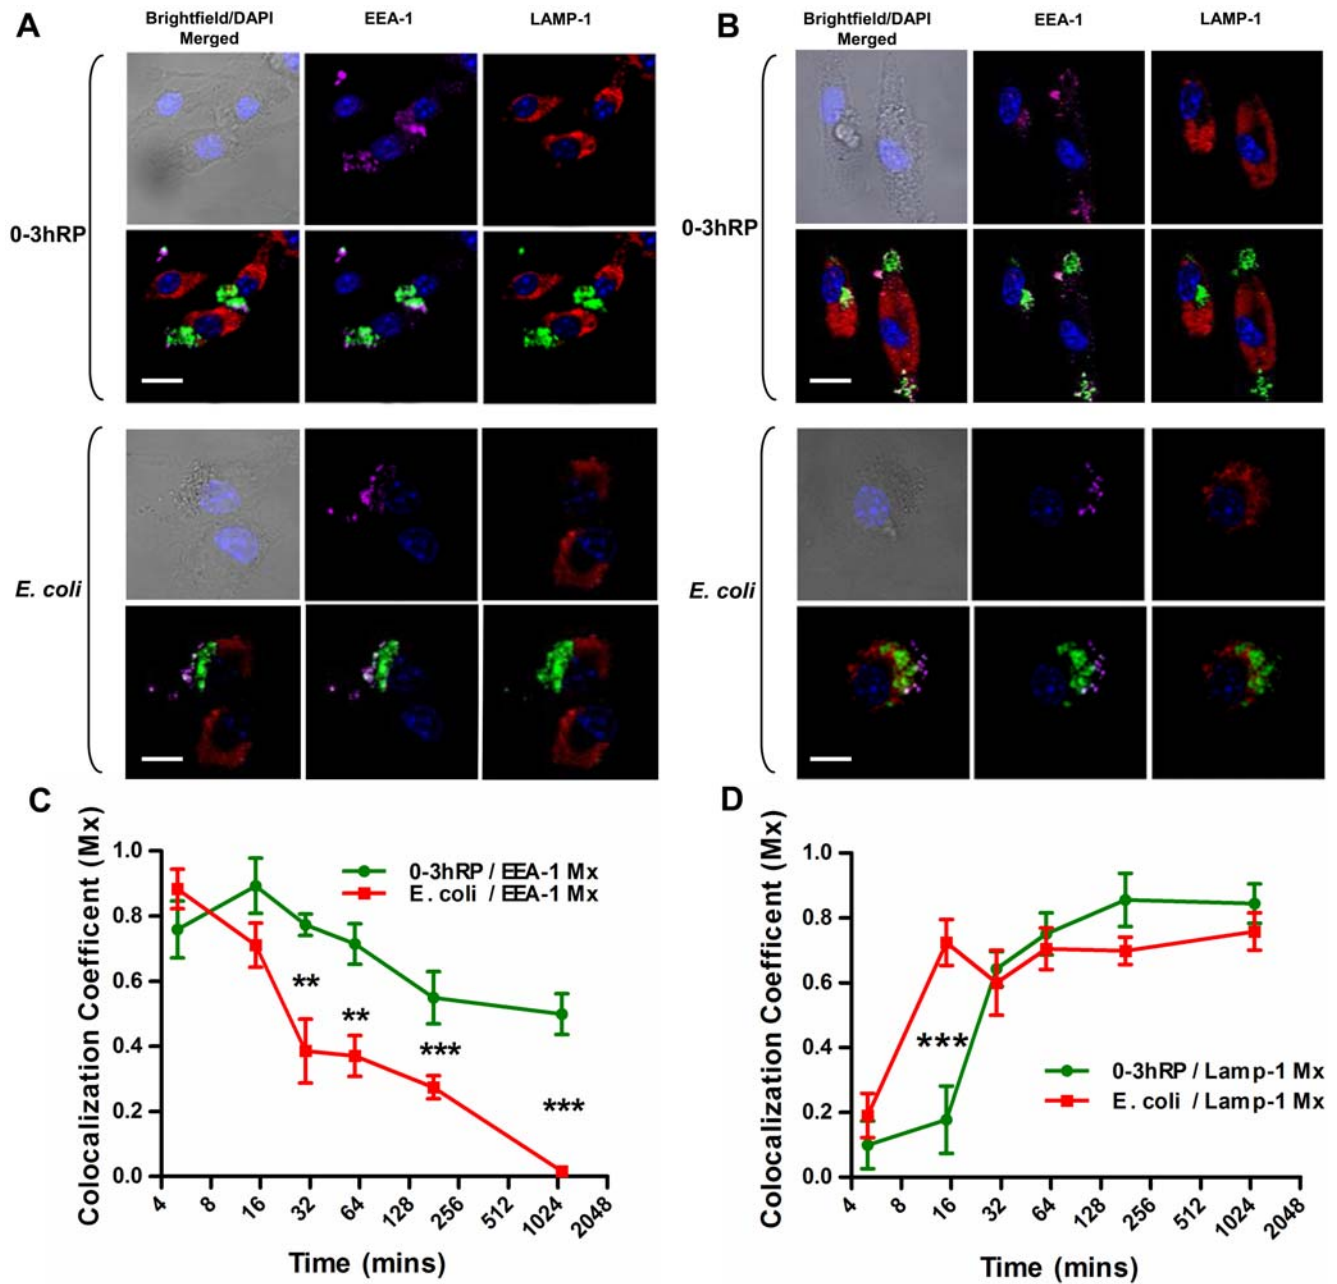 A
Brightfield/DAPI
Merged
EEA-1
LAMP-1
0-3hRP
E. coli
B
Brightfield/DAPI
Merged
EEA-1
LAMP-1
0-3hRP
E. coli
C
Colocalization Coefficent (Mx)
1.0
0.8
0.6
0.4
0.2
0.0
0-3hRP / EEA-1 Mx
E. coli / EEA-1 Mx
**
**
***
***
4 8 16 32 64 128 256 512 1024 2048
Time (mins)
D
Colocalization Coefficent (Mx)
1.0
0.8
0.6
0.4
0.2
0.0
***
0-3hRP / Lamp-1 Mx
E. coli / Lamp-1 Mx
4 8 16 32 64 128 256 512 1024 2048
Time (mins)